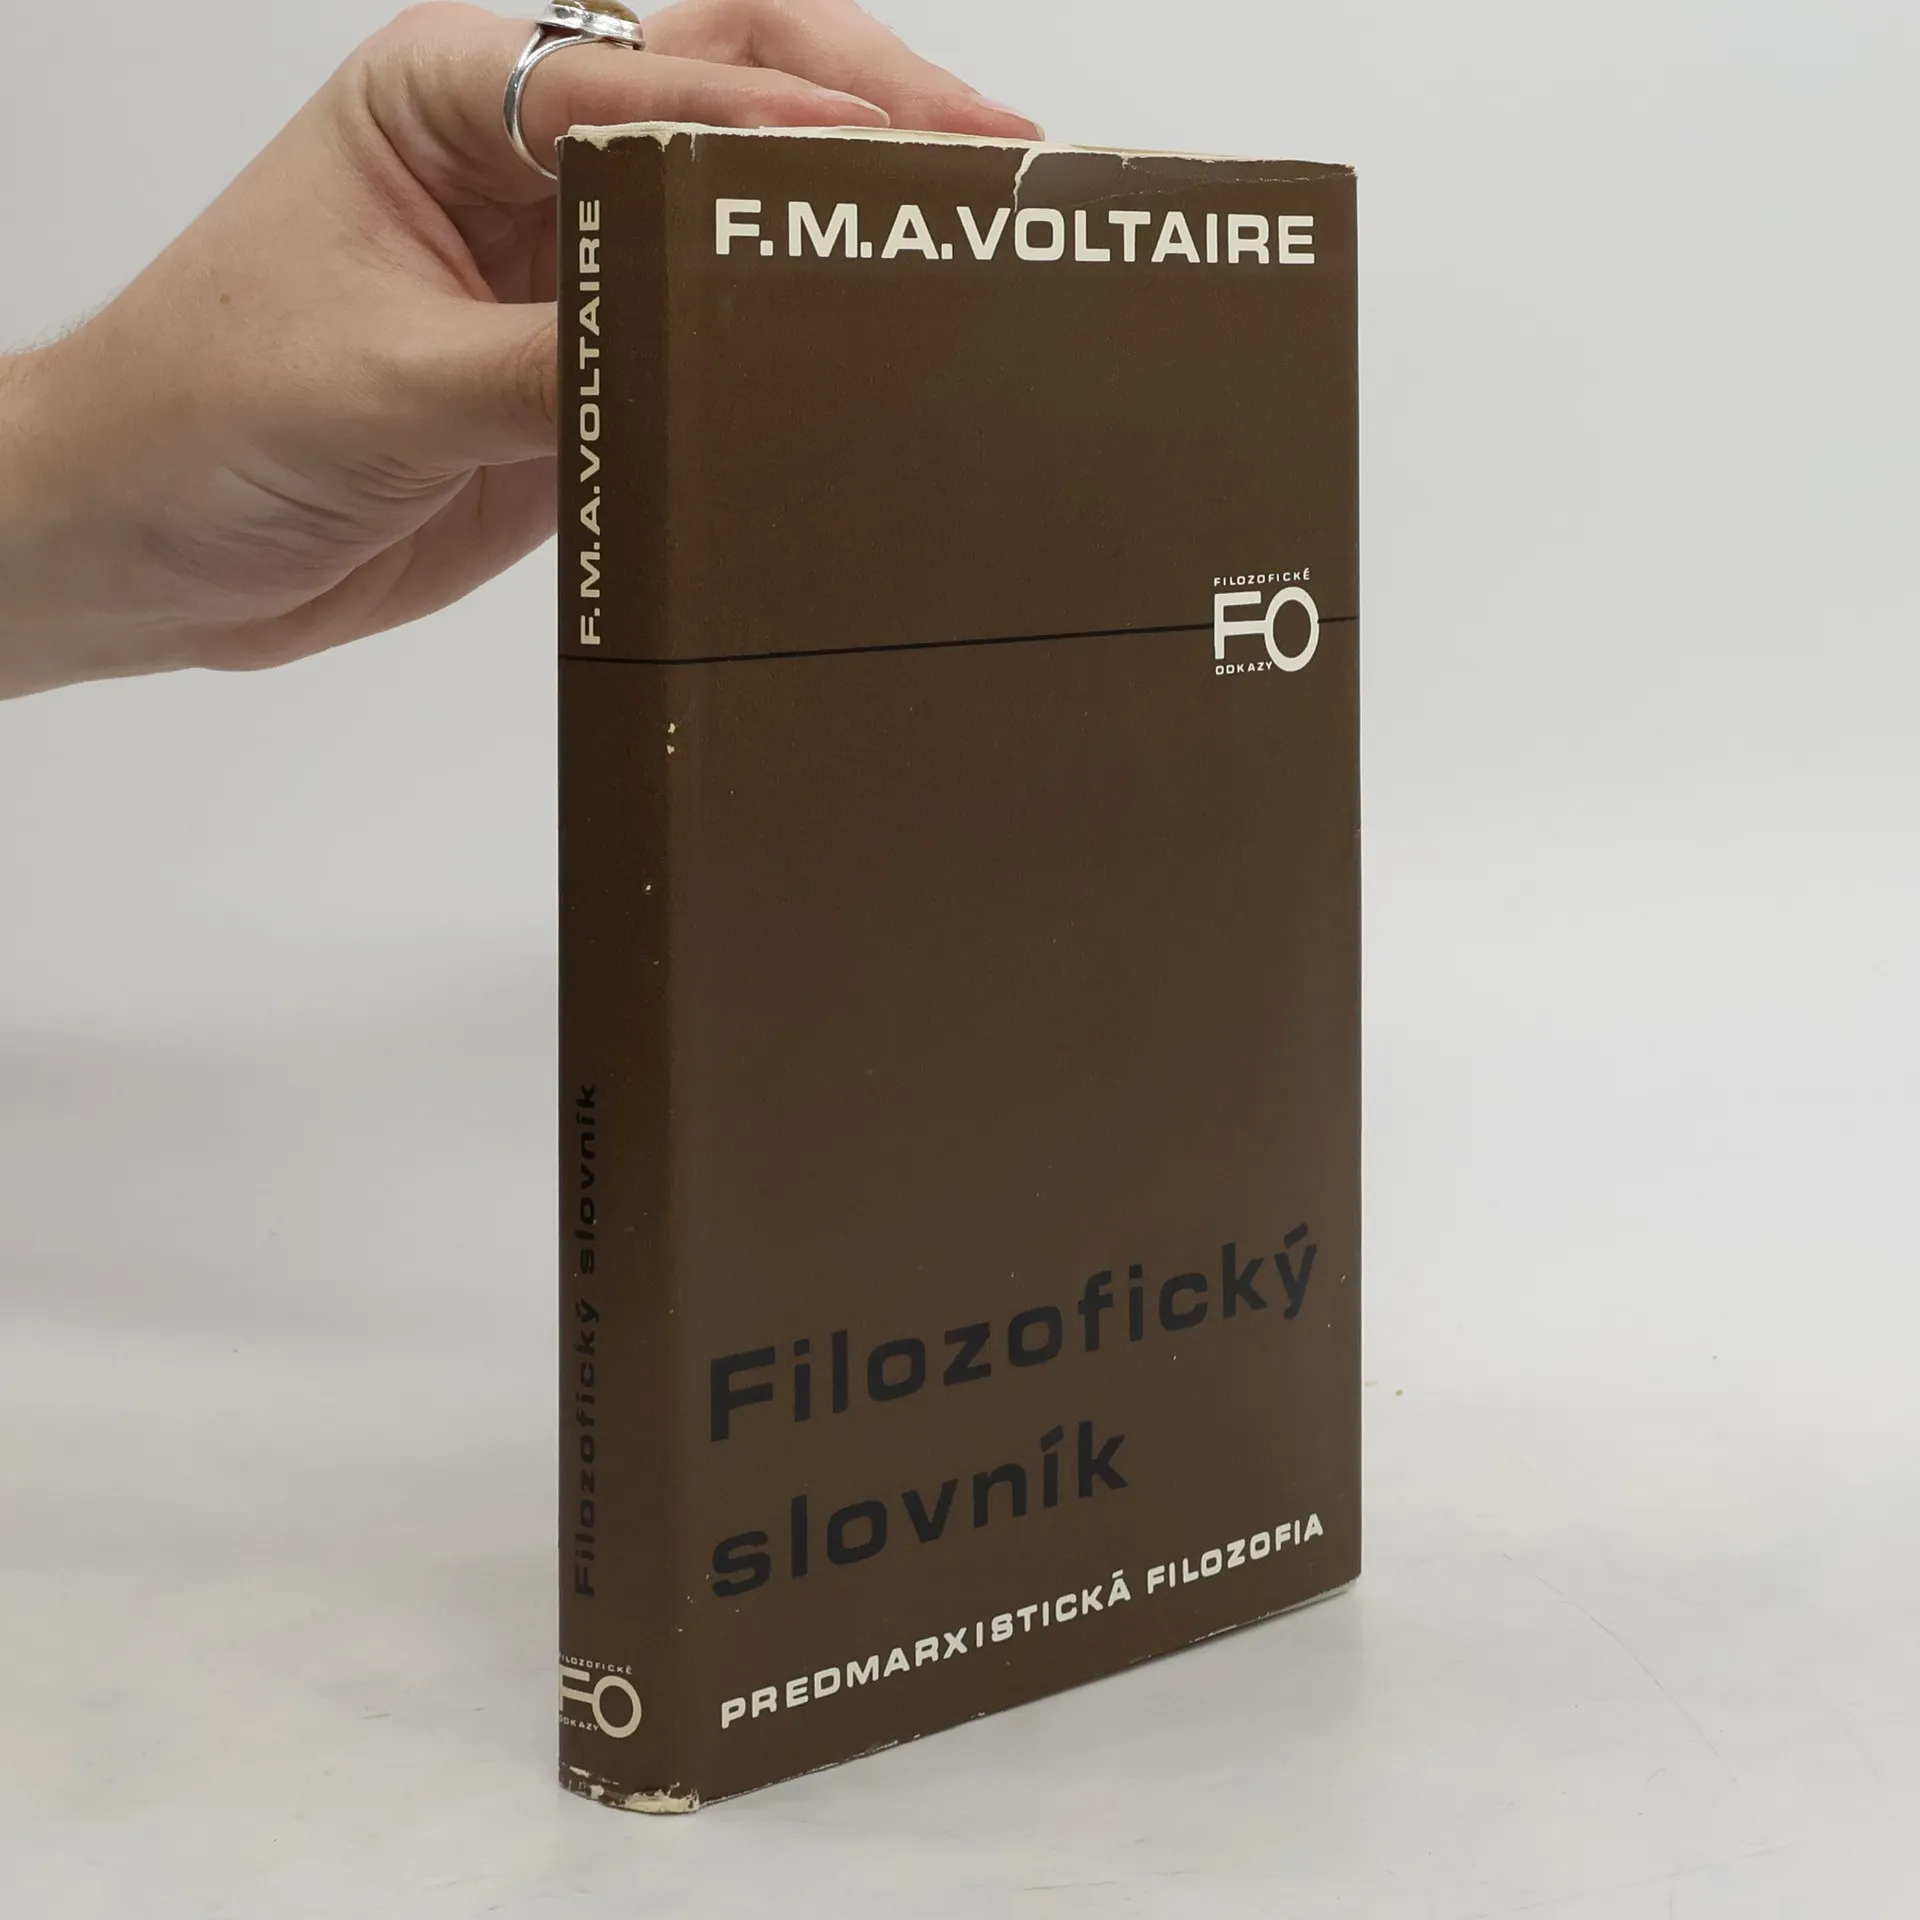 F.M.A.VOLTAIRE
FILOZOFICKÉ
FO
ODKAZY
Filozofický
slovník
PREDMARXISTICKÁ FILOZOFIA
F.M.A.VOLTAIRE
Filozofický slovník
FILOZOFICKÉ
FO
ODKAZY